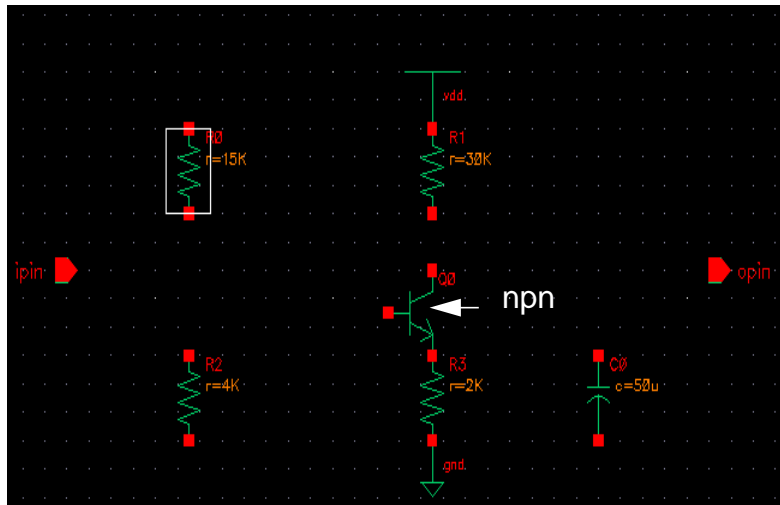 .vdd.
R0
r=15K
R1
r=30K
ipin
Q0
opin
npn
R2
r=4K
R3
r=2K
C0
c=50u
.gnd.